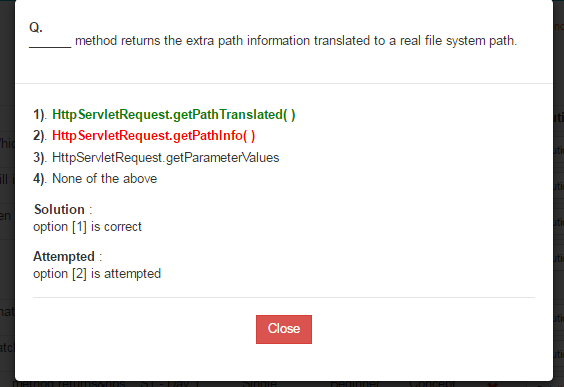 Q.
______ method returns the extra path information translated to a real file system path.
1). HttpServletRequest.getPathTranslated( )
2). HttpServletRequest.getPathInfo( )
3). HttpServletRequest.getParameterValues
4). None of the above
Solution :
option [1] is correct
Attempted :
option [2] is attempted
Close